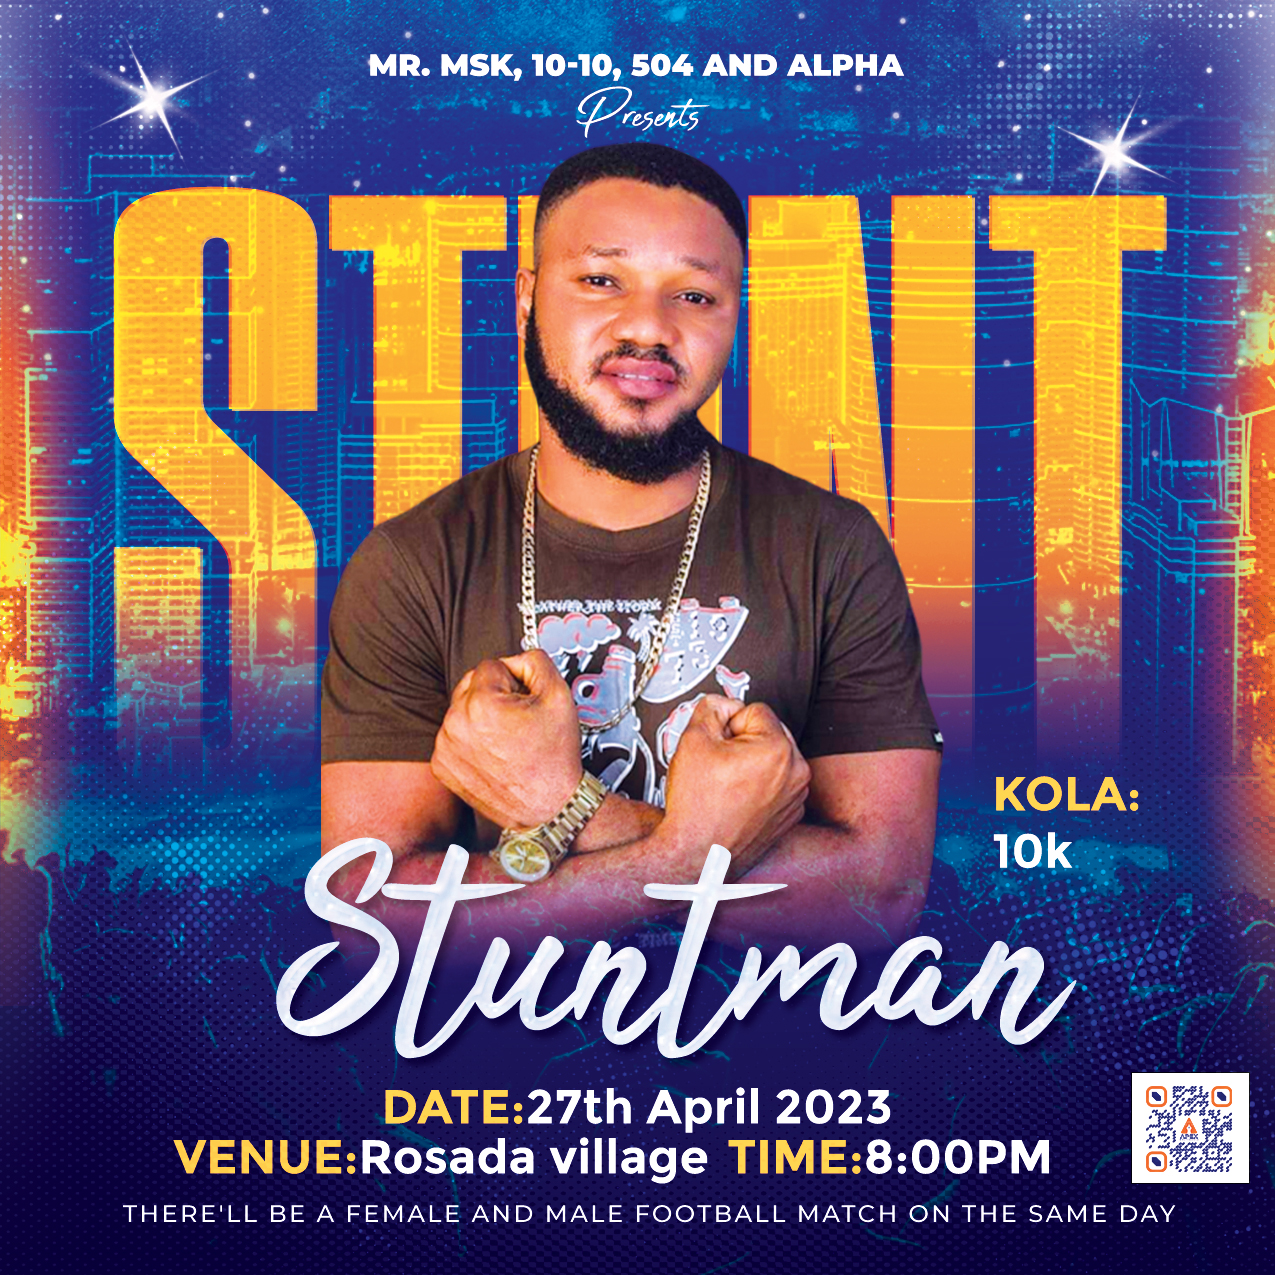 MR. MSK, 10-10, 504 AND ALPHA
Presents
STUNT
KOLA:
10k
Stuntman
DATE:27th April 2023
VENUE:Rosada village TIME:8:00PM
APEX
THERE'LL BE A FEMALE AND MALE FOOTBALL MATCH ON THE SAME DAY